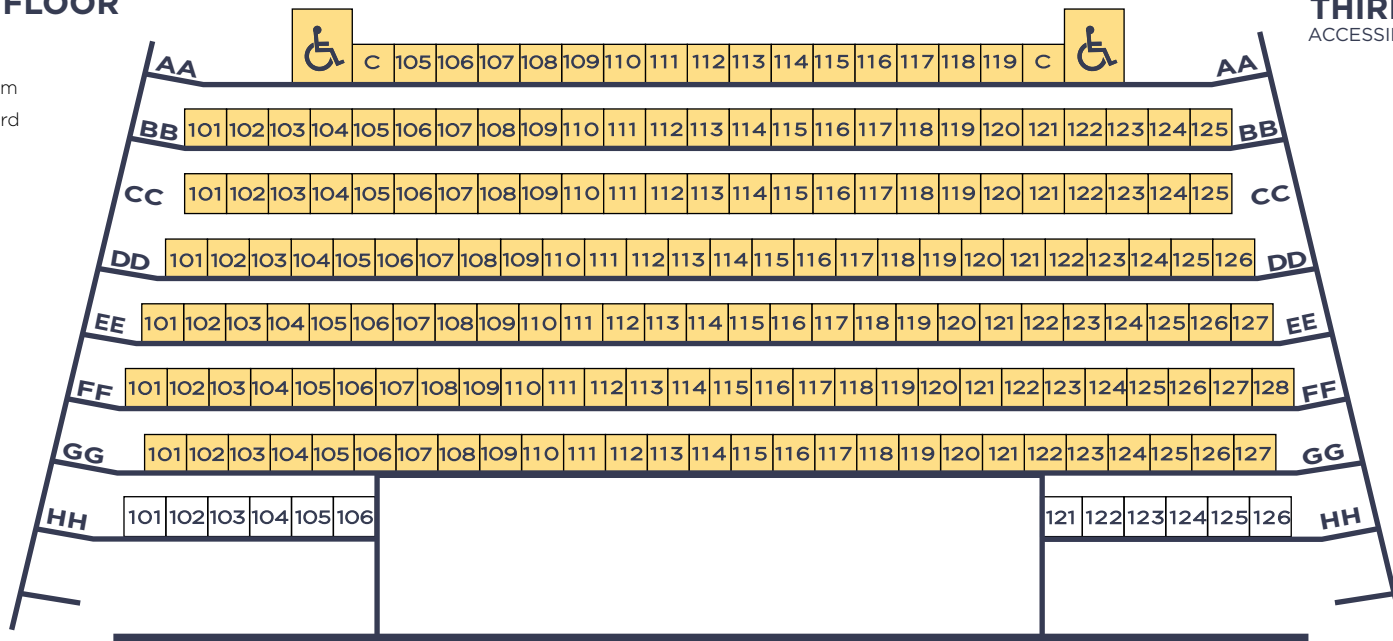 FLOOR
THIR
ACCESSI
m
rd
AA C 105 106 107 108 109 110 111 112 113 114 115 116 117 118 119 C AA
BB 101 102 103 104 105 106 107 108 109 110 111 112 113 114 115 116 117 118 119 120 121 122 123 124 125 BB
CC 101 102 103 104 105 106 107 108 109 110 111 112 113 114 115 116 117 118 119 120 121 122 123 124 125 CC
DD 101 102 103 104 105 106 107 108 109 110 111 112 113 114 115 116 117 118 119 120 121 122 123 124 125 126 DD
EE 101 102 103 104 105 106 107 108 109 110 111 112 113 114 115 116 117 118 119 120 121 122 123 124 125 126 127 EE
FF 101 102 103 104 105 106 107 108 109 110 111 112 113 114 115 116 117 118 119 120 121 122 123 124 125 126 127 128 FF
GG 101 102 103 104 105 106 107 108 109 110 111 112 113 114 115 116 117 118 119 120 121 122 123 124 125 126 127 GG
HH 101 102 103 104 105 106 121 122 123 124 125 126 HH